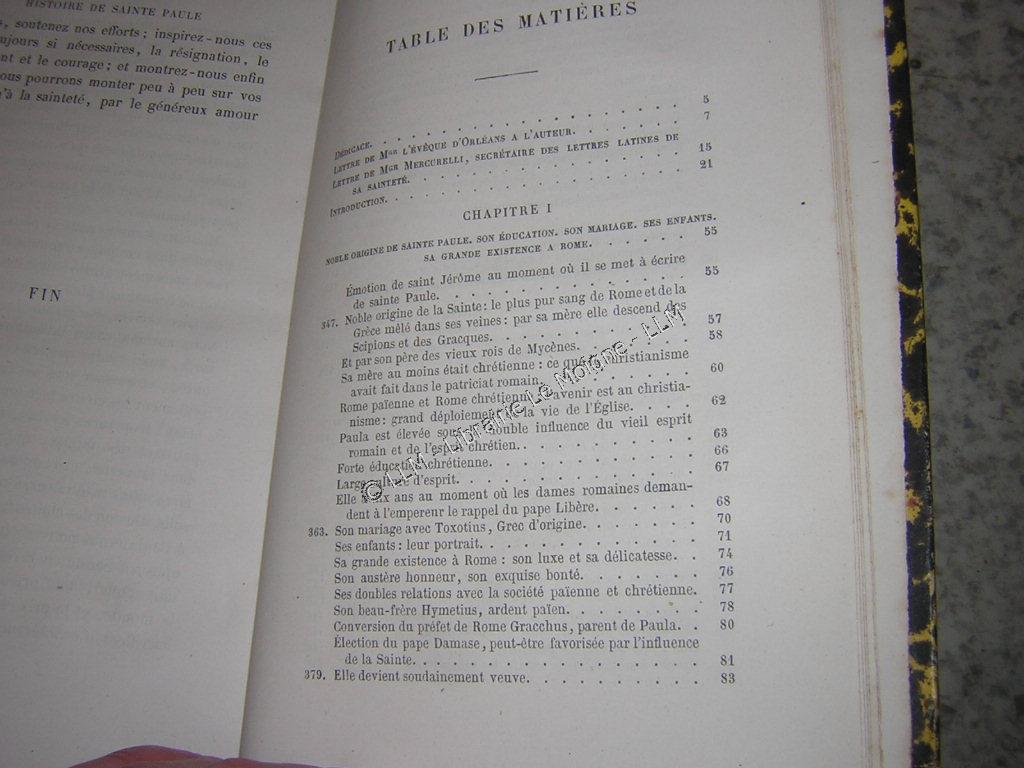 HISTOIRE DE SAINTE PAULE
, soutenez nos efforts; inspirez-nous ces
ujours si nécessaires, la résignation, le
nt et le courage; et montrez-nous enfin
ous pourrons monter peu à peu sur vos
'à la sainteté, par le généreux amour
FIN
TABLE DES MATIÈRES
Dédicace. 5
Lettre de Mgr l'évêque d'Orléans a l'auteur. 7
Lettre de Mgr Mercurelli, secrétaire des lettres latines de
sa sainteté. 15
Introduction. 21
CHAPITRE I
NOBLE ORIGINE DE SAINTE PAULE. SON ÉDUCATION. SON MARIAGE. SES ENFANTS.
SA GRANDE EXISTENCE A ROME. 55
Émotion de saint Jérôme au moment où il se met à écrire
de sainte Paule. 55
347. Noble origine de la Sainte: le plus pur sang de Rome et de la
Grèce mêlé dans ses veines: par sa mère elle descend des
Scipions et des Gracques. 57
Et par son père des vieux rois de Mycènes. 58
Sa mère au moins était chrétienne: ce que le christianisme
avait fait dans le patriciat romain. 60
Rome païenne et Rome chrétienne: l'avenir est au christia-
nisme: grand déploiement de la vie de l'Église. 62
Paula est élevée sous la double influence du vieil esprit
romain et de l'esprit chrétien. 63
Forte éducation chrétienne. 66
Large culture d'esprit. 67
Elle a dix ans au moment où les dames romaines deman-
dent à l'empereur le rappel du pape Libère. 68
363. Son mariage avec Toxotius, Grec d'origine. 70
Ses enfants: leur portrait. 71
Sa grande existence à Rome: son luxe et sa délicatesse. 74
Son austère honneur, son exquise bonté. 76
Ses doubles relations avec la société païenne et chrétienne. 77
Son beau-frère Hymetius, ardent païen. 78
Conversion du préfet de Rome Gracchus, parent de Paula. 80
Élection du pape Damase, peut-être favorisée par l'influence
de la Sainte. 81
379. Elle devient soudainement veuve. 83
© LLM - Librairie Le Moigne - LLM